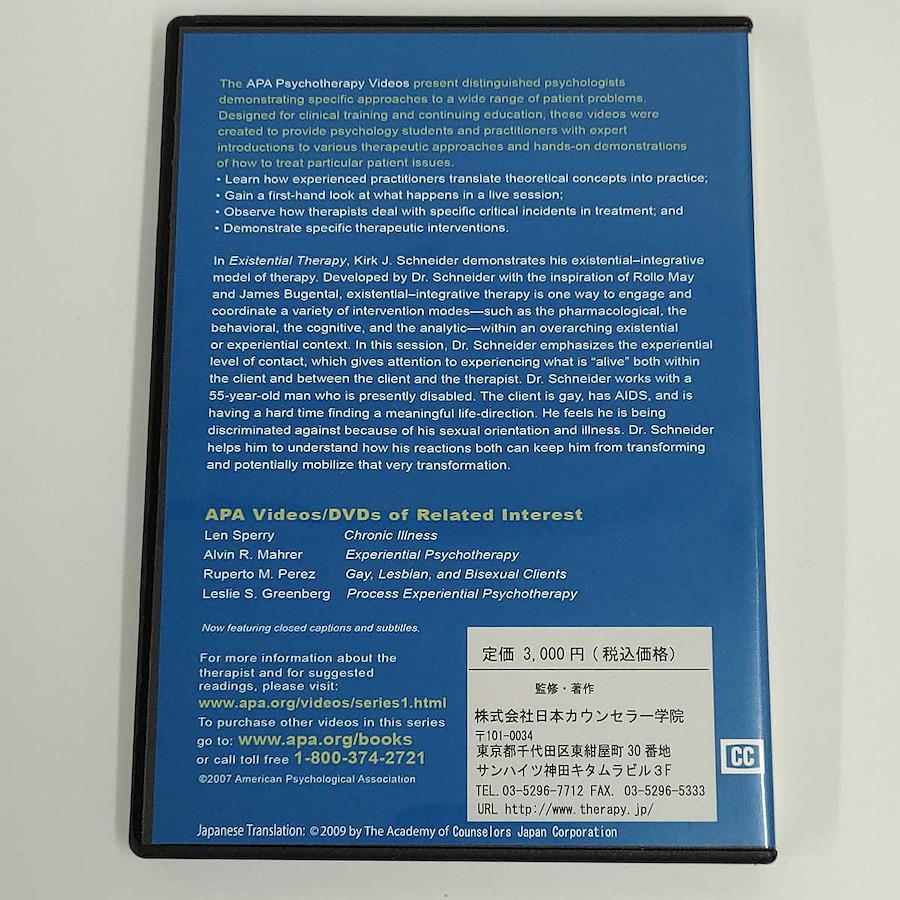 The APA Psychotherapy Videos present distinguished psychologists
demonstrating specific approaches to a wide range of patient problems.
Designed for clinical training and continuing education, these videos were
created to provide psychology students and practitioners with expert
introductions to various therapeutic approaches and hands-on demonstrations
of how to treat particular patient issues.
• Learn how experienced practitioners translate theoretical concepts into practice;
• Gain a first-hand look at what happens in a live session;
• Observe how therapists deal with specific critical incidents in treatment; and
• Demonstrate specific therapeutic interventions.
In Existential Therapy, Kirk J. Schneider demonstrates his existential–integrative
model of therapy. Developed by Dr. Schneider with the inspiration of Rollo May
and James Bugental, existential–integrative therapy is one way to engage and
coordinate a variety of intervention modes—such as the pharmacological, the
behavioral, the cognitive, and the analytic—within an overarching existential
or experiential context. In this session, Dr. Schneider emphasizes the experiential
level of contact, which gives attention to experiencing what is “alive” both within
the client and between the client and the therapist. Dr. Schneider works with a
55-year-old man who is presently disabled. The client is gay, has AIDS, and is
having a hard time finding a meaningful life-direction. He feels he is being
discriminated against because of his sexual orientation and illness. Dr. Schneider
helps him to understand how his reactions both can keep him from transforming
and potentially mobilize that very transformation.
APA Videos/DVDs of Related Interest
Len Sperry Chronic Illness
Alvin R. Mahrer Experiential Psychotherapy
Ruperto M. Perez Gay, Lesbian, and Bisexual Clients
Leslie S. Greenberg Process Experiential Psychotherapy
Now featuring closed captions and subtitles.
For more information about the
therapist and for suggested
readings, please visit:
www.apa.org/videos/series1.html
To purchase other videos in this series
go to: www.apa.org/books
or call toll free 1-800-374-2721
©2007 American Psychological Association
定価 3,000円(税込価格)
監修・著作
株式会社日本カウンセラー学院
〒101-0034
東京都千代田区東紺屋町30番地
サンハイツ神田キタムラビル3F
TEL.03-5296-7712 FAX. 03-5296-5333
URL http://www.therapy.jp/
CC
Japanese Translation: ©2009 by The Academy of Counselors Japan Corporation